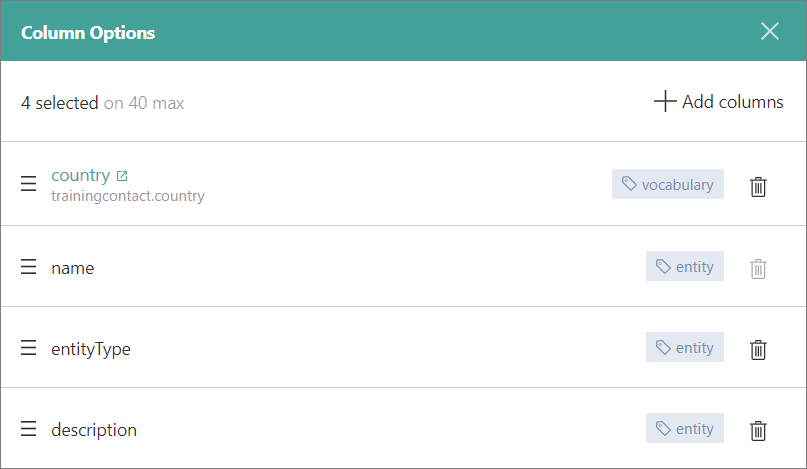 Column Options
4 selected on 40 max
Add columns
country
trainingcontact.country
vocabulary
name
entity
entityType
entity
description
entity